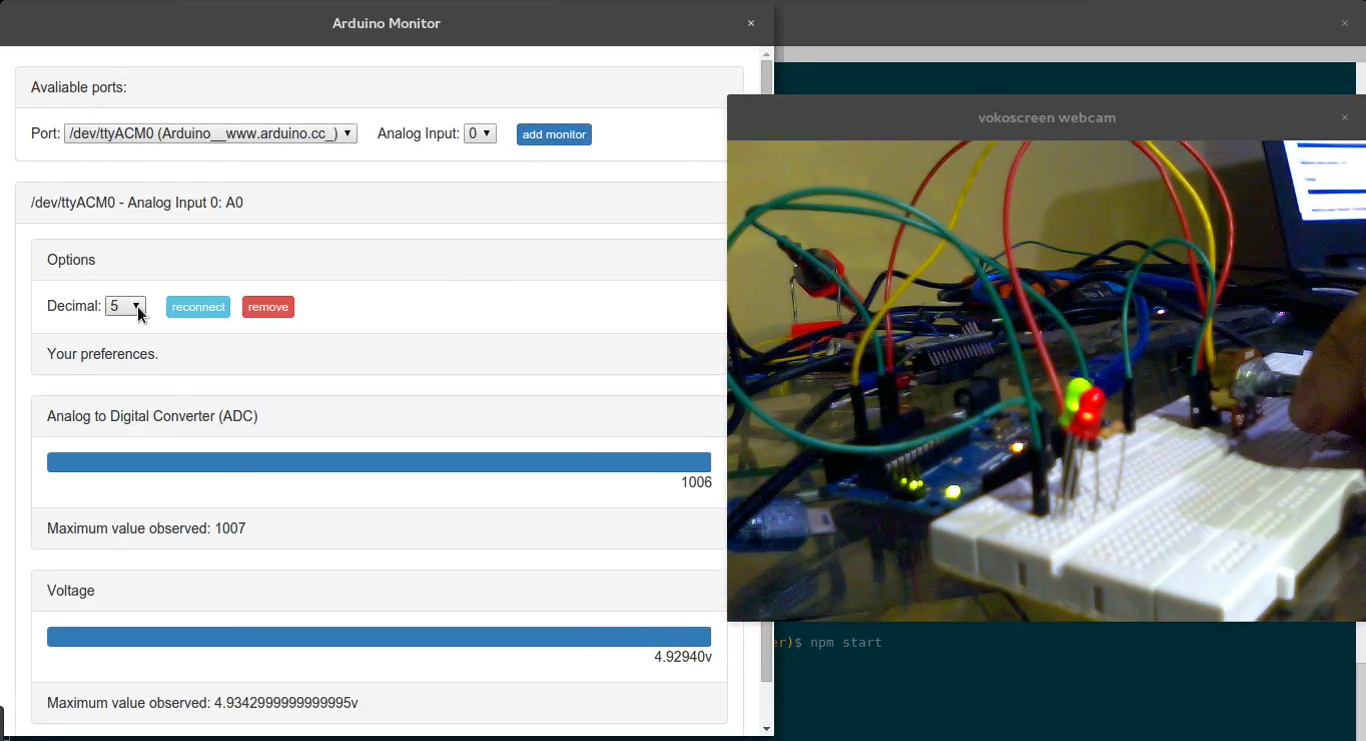 Arduino Monitor
×
×
Avaliable ports:
Port: /dev/ttyACM0 (Arduino__www.arduino.cc_) Analog Input: 0 add monitor
/dev/ttyACM0 - Analog Input 0: A0
Options
Decimal: 5 reconnect remove
Your preferences.
Analog to Digital Converter (ADC)
1006
Maximum value observed: 1007
Voltage
4.92940v
Maximum value observed: 4.9342999999999995v
vokoscreen webcam
×
er)$ npm start